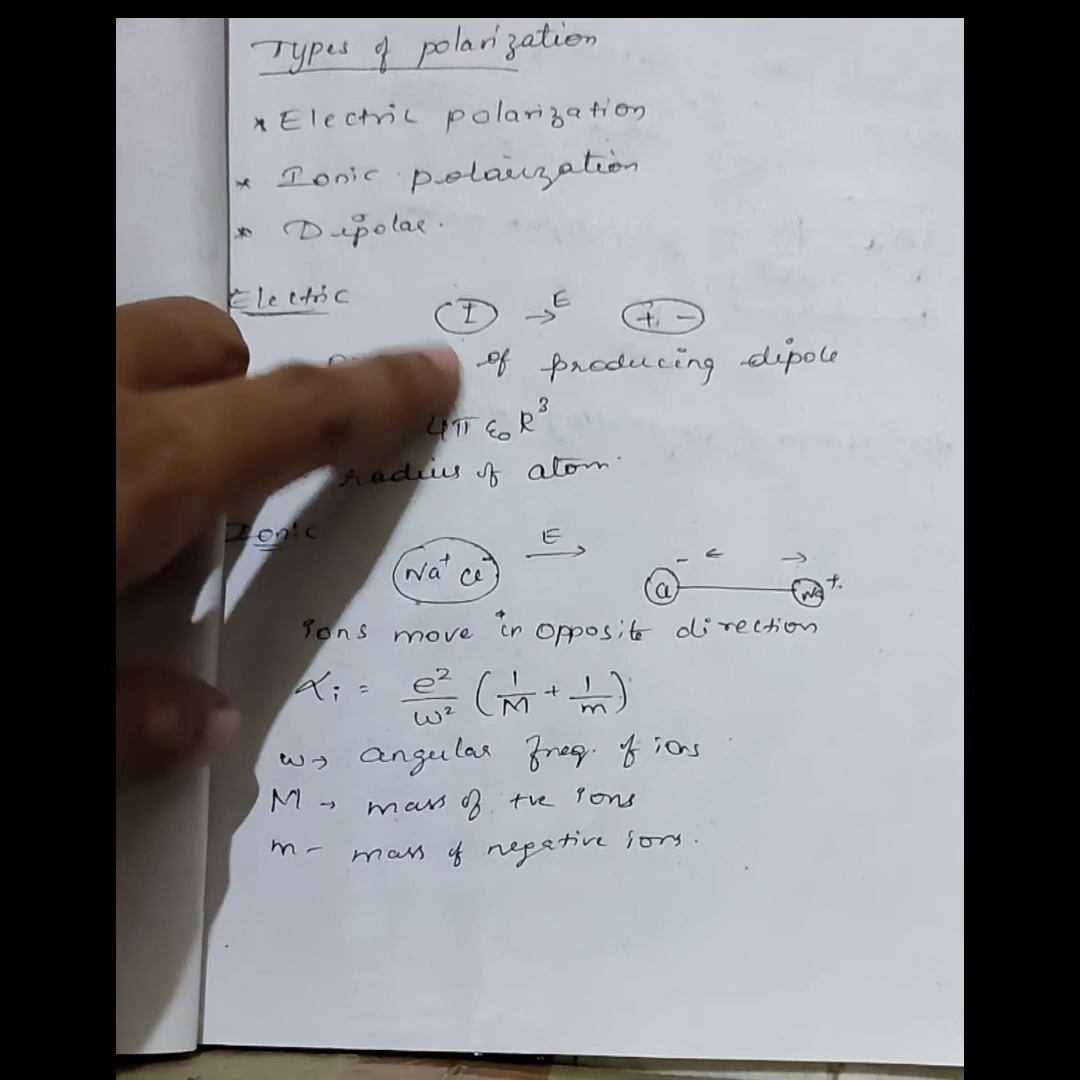 Types of polarization
* Electric polarization
* Ionic polarization
* Dipolar.
Electric I → E + -
of producing dipole
4π ε₀ R³
radius of atom.
Ionic Na⁺ Cl⁻ E → Cl⁻ ← → Na⁺.
ions move in opposite direction
αᵢ = e²/ω² (1/M + 1/m)
ω → angular freq. of ions
M → mass of +ve ions
m – mass of negative ions.